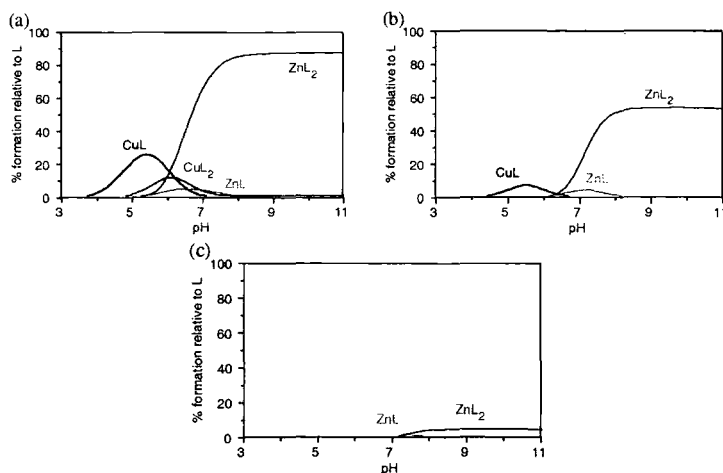 (a)
% formation relative to L
100
80
60
40
20
0
3 5 7 9 11
pH
CuL
CuL2
ZnL
ZnL2
(b)
% formation relative to L
100
80
60
40
20
0
3 5 7 9 11
pH
CuL
ZnL
ZnL2
(c)
% formation relative to L
100
80
60
40
20
0
3 5 7 9 11
pH
ZnL
ZnL2